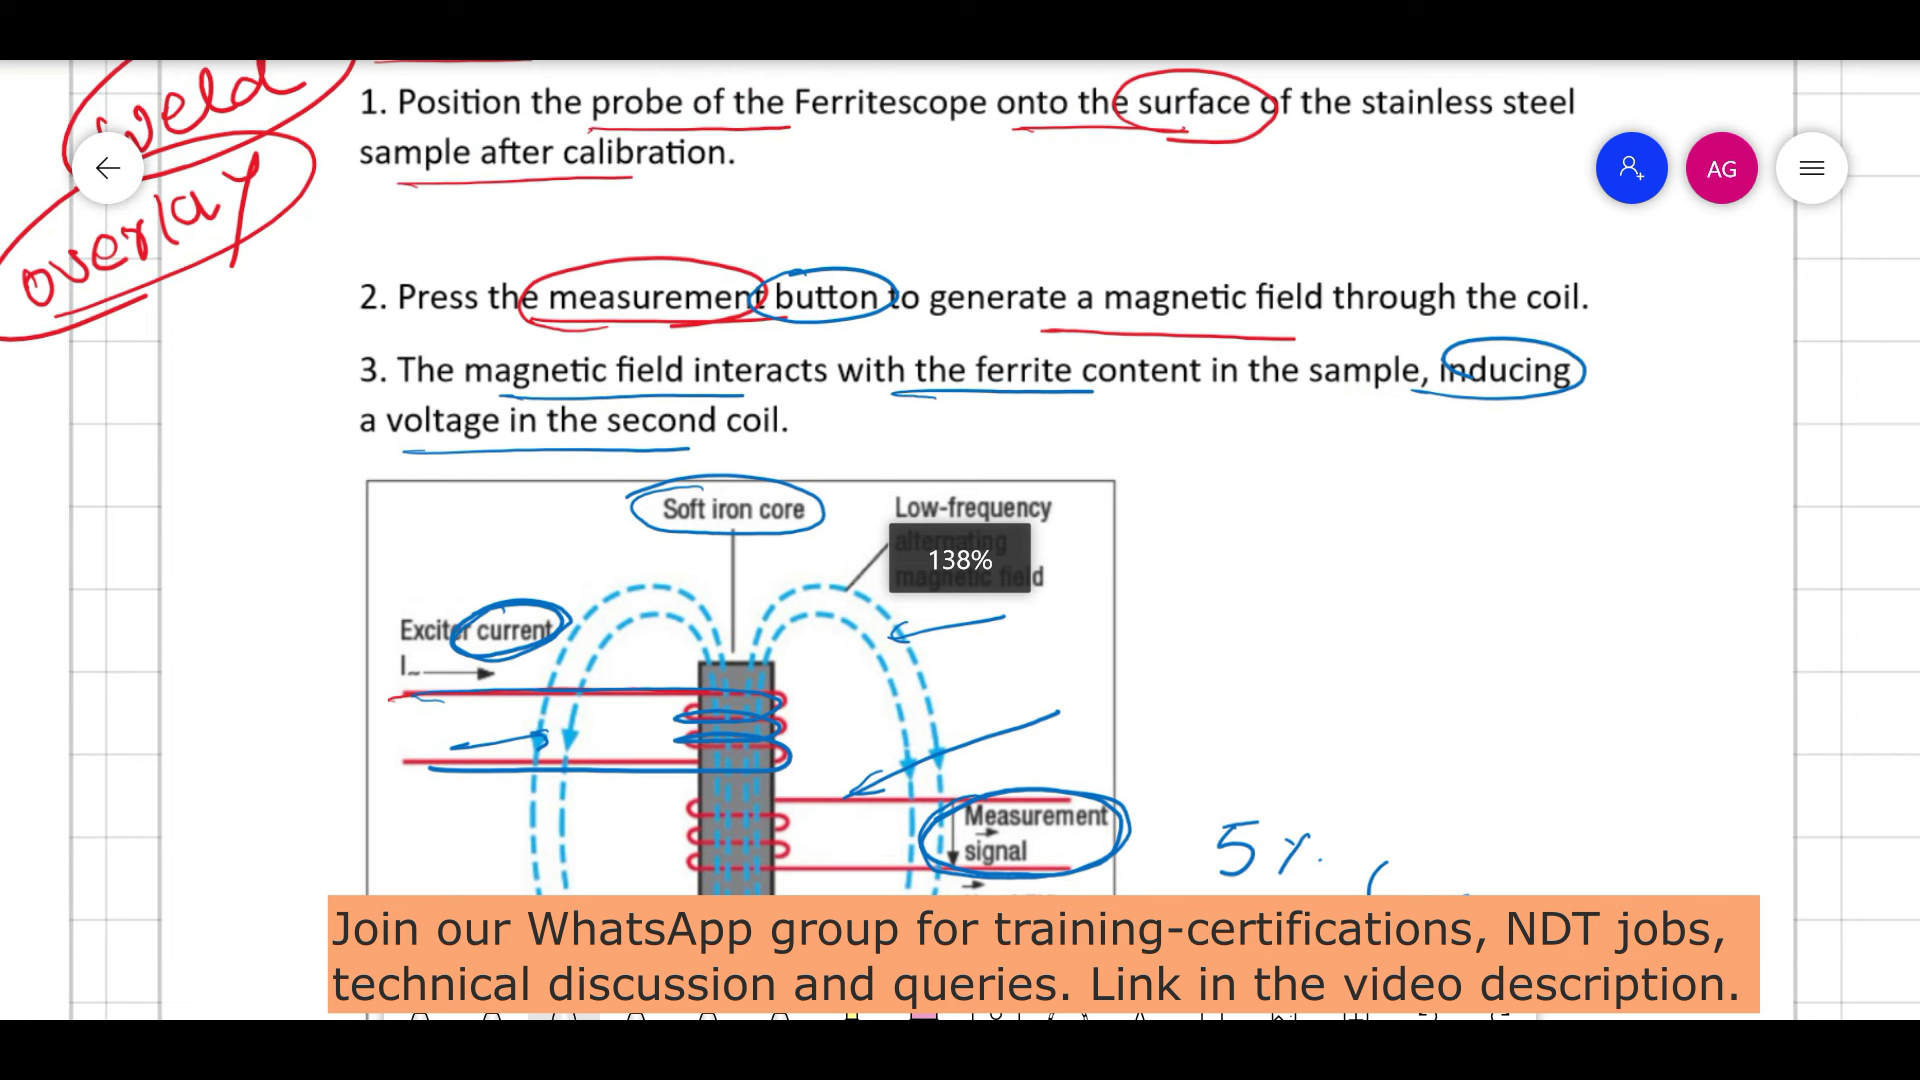 weld
overlay
1. Position the probe of the Ferritescope onto the surface of the stainless steel
sample after calibration.
AG
2. Press the measurement button to generate a magnetic field through the coil.
3. The magnetic field interacts with the ferrite content in the sample, inducing
a voltage in the second coil.
Soft iron core
Low-frequency
alternating
magnetic field
138%
Exciter current
I~
Measurement
signal
5 %.
Join our WhatsApp group for training-certifications, NDT jobs,
technical discussion and queries. Link in the video description.